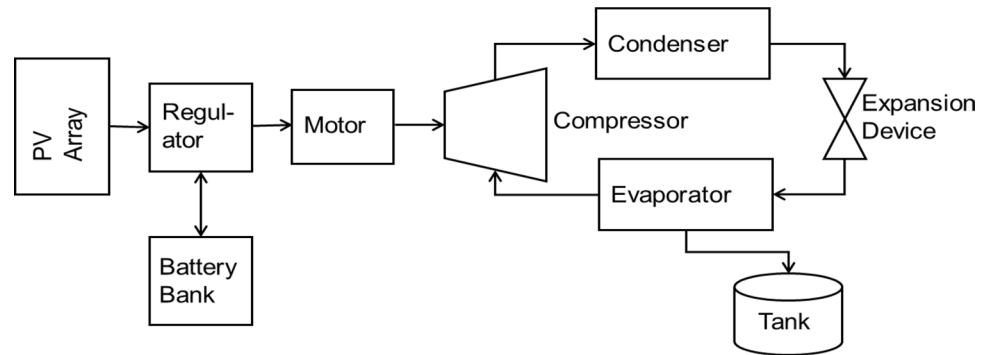 PV
Array
Regul-
ator
Motor
Battery
Bank
Compressor
Condenser
Expansion
Device
Evaporator
Tank